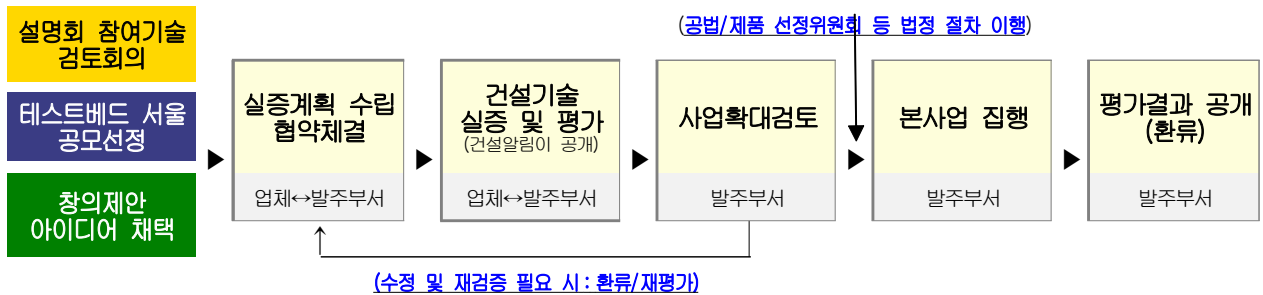 (공법/제품 선정위원회 등 법정 절차 이행)
설명회 참여기술
검토회의
테스트베드 서울
공모선정
창의제안
아이디어 채택
실증계획 수립
협약체결
업체↔발주부서
건설기술
실증 및 평가
(건설알림이 공개)
업체↔발주부서
사업확대검토
발주부서
본사업 집행
발주부서
평가결과 공개
(환류)
발주부서
(수정 및 재검증 필요 시 : 환류/재평가)